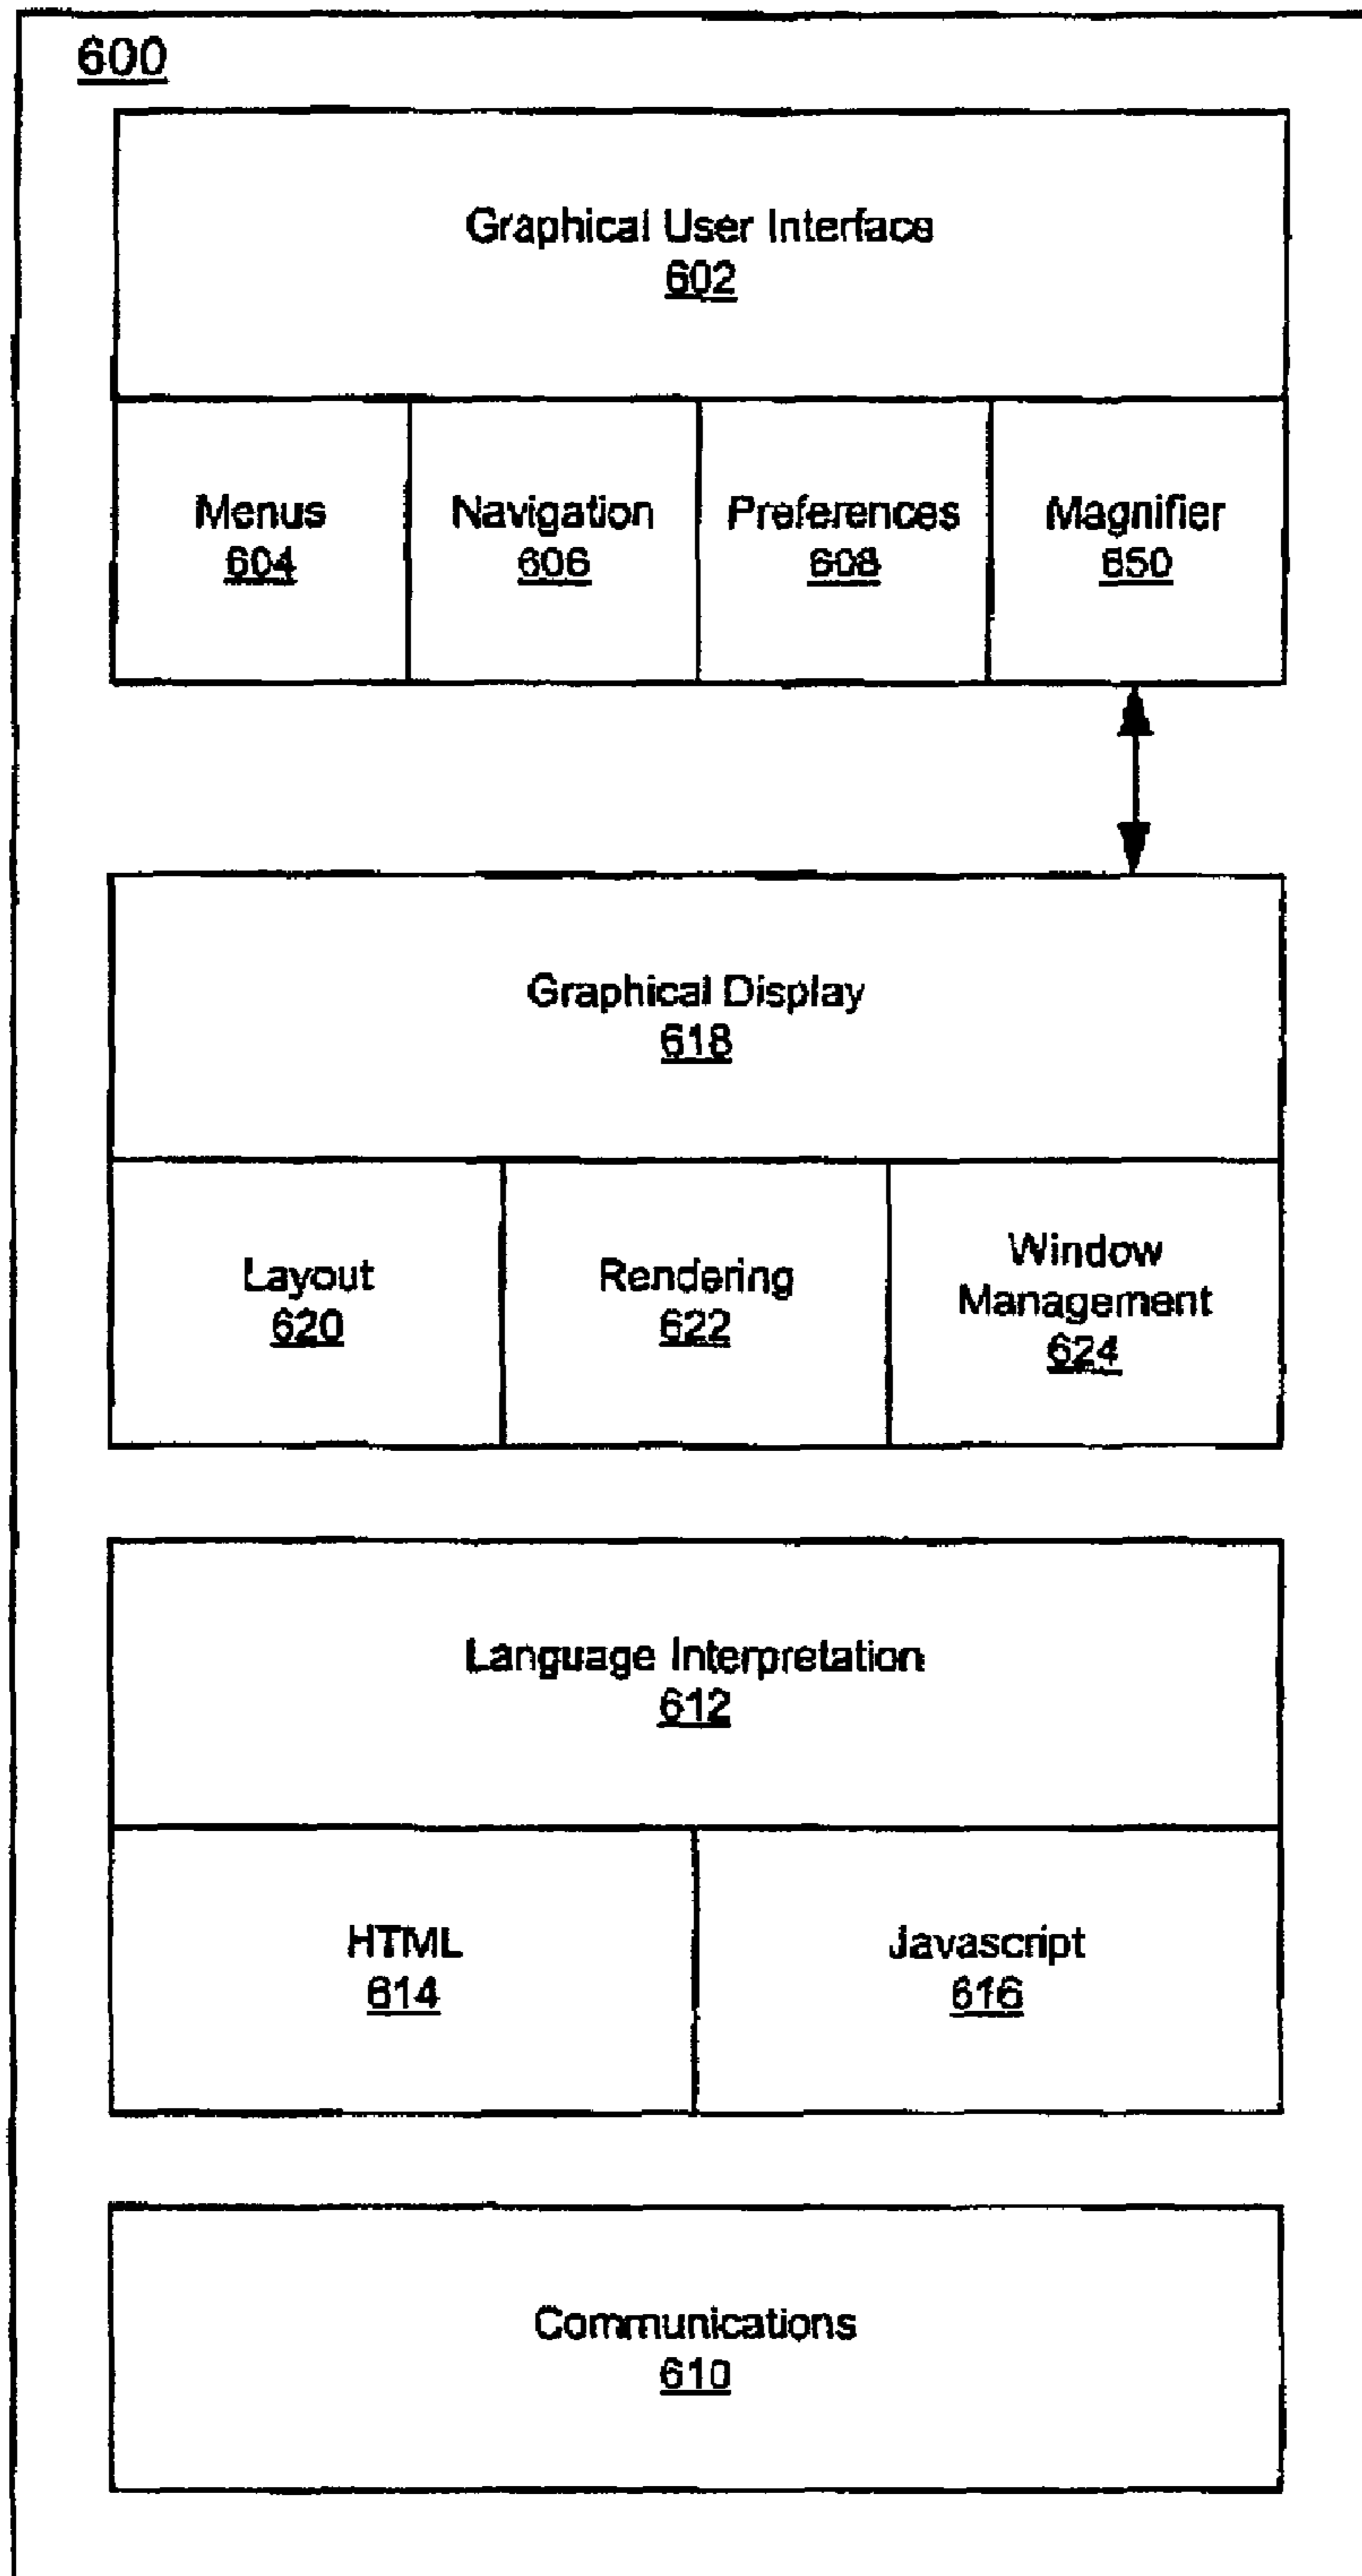 600
Graphical User Interface
602
Menus
604
Navigation
606
Preferences
608
Magnifier
650
Graphical Display
618
Layout
620
Rendering
622
Window
Management
624
Language Interpretation
612
HTML
614
Javascript
616
Communications
610